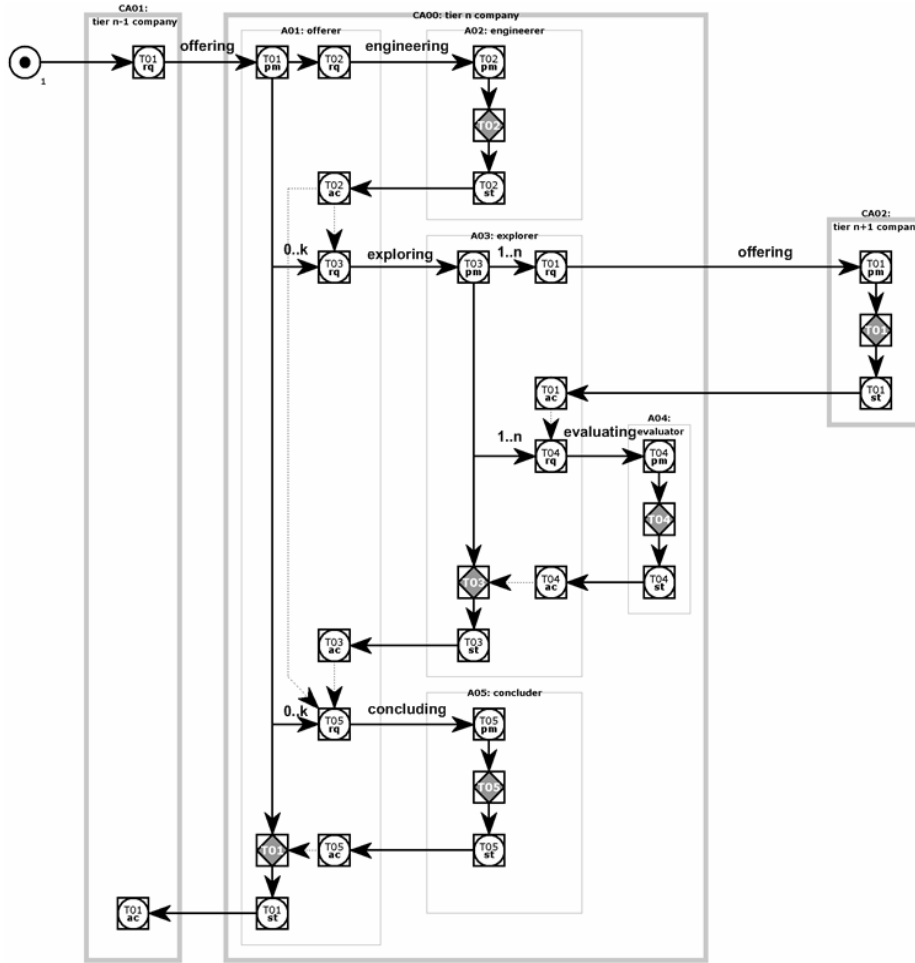 CA01:
tier n-1 company
CA00: tier n company
A01: offerer
A02: engineerer
1
T01
rq
offering
T01
pm
T02
rq
engineering
T02
pm
T02
T02
ac
T02
st
CA02:
tier n+1 company
A03: explorer
0..k
T03
rq
exploring
T03
pm
1..n
T01
rq
offering
T01
pm
T01
T01
ac
T01
st
A04:
evaluator
1..n
T04
rq
evaluating
T04
pm
T04
T03
T04
ac
T04
st
T03
ac
T03
st
A05: concluder
0..k
T05
rq
concluding
T05
pm
T05
T01
T05
ac
T05
st
T01
ac
T01
st